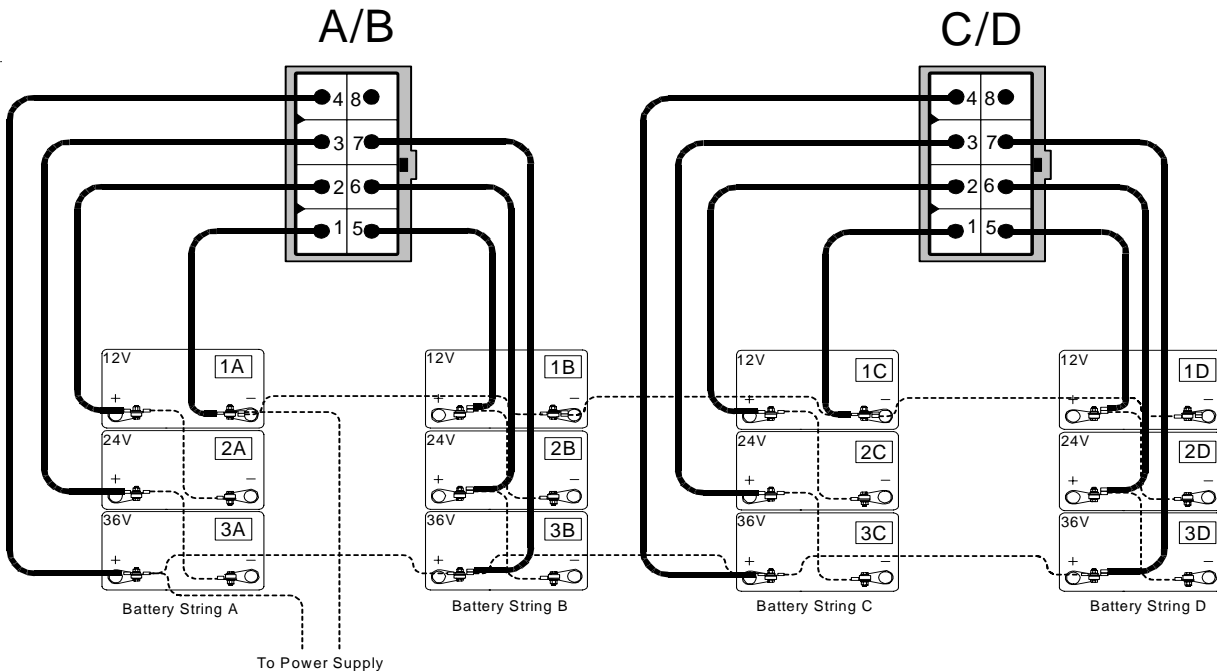 A/B
C/D
4 8
3 7
2 6
1 5
4 8
3 7
2 6
1 5
12V 1A
+ −
24V 2A
+ −
36V 3A
+ −
Battery String A
12V 1B
+ −
24V 2B
+ −
36V 3B
+ −
Battery String B
12V 1C
+ −
24V 2C
+ −
36V 3C
+ −
Battery String C
12V 1D
+ −
24V 2D
+ −
36V 3D
+ −
Battery String D
To Power Supply